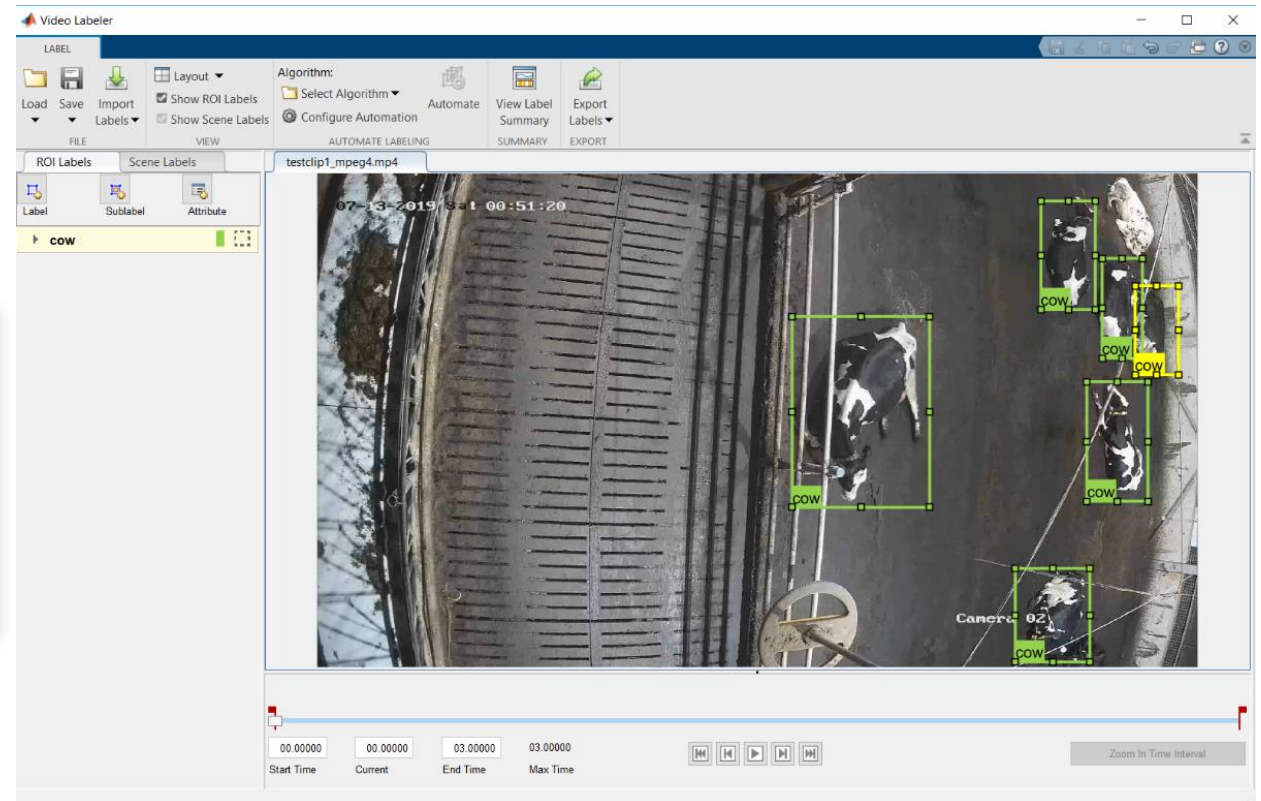 Video Labeler
LABEL
Load
Save
Import Labels
Layout
Show ROI Labels
Show Scene Labels
Algorithm:
Select Algorithm
Configure Automation
Automate
View Label Summary
Export Labels
FILE
VIEW
AUTOMATE LABELING
SUMMARY
EXPORT
ROI Labels
Scene Labels
testclip1_mpeg4.mp4
Label
Sublabel
Attribute
cow
07-13-2019 Sat 00:51:20
cow
cow
cow
cow
cow
Camera 02
cow
00.00000
00.00000
03.00000
03.00000
Start Time
Current
End Time
Max Time
Zoom In Time Interval